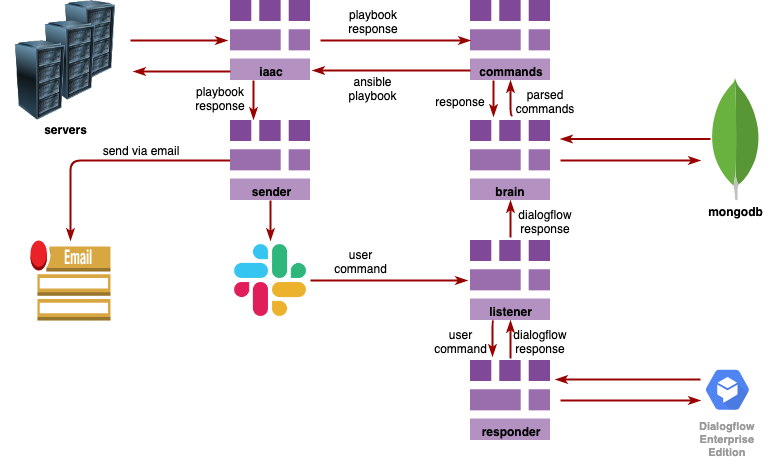 playbook
response
iaac
commands
ansible
playbook
servers
playbook
response
response
parsed
commands
send via email
sender
brain
mongodb
dialogflow
response
Email
user
command
listener
user
command
dialogflow
response
responder
Dialogflow
Enterprise
Edition